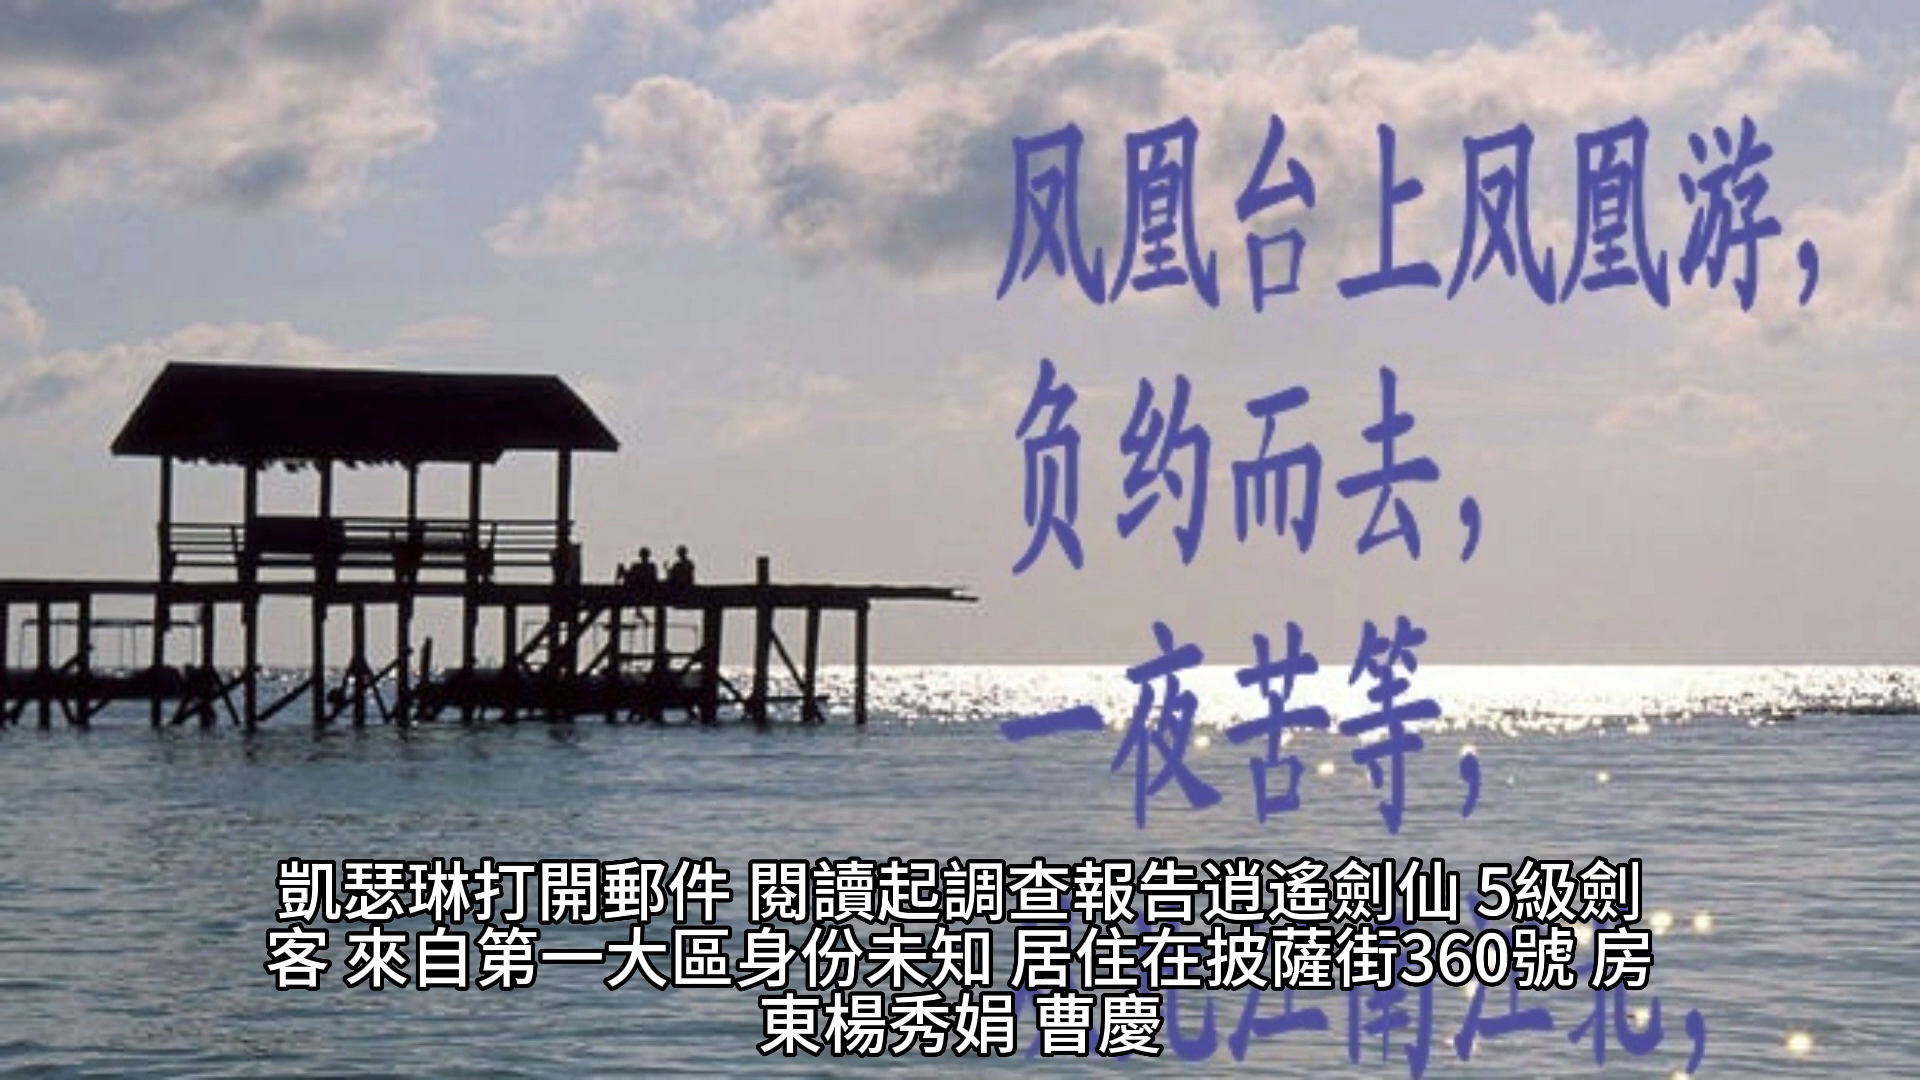 凤凰台上凤凰游，
负约而去，
一夜苦等，
凱瑟琳打開郵件 閱讀起調查報告逍遙劍仙 5級劍
客 來自第一大區身份未知 居住在披薩街360號 房
東楊秀娟 曹慶